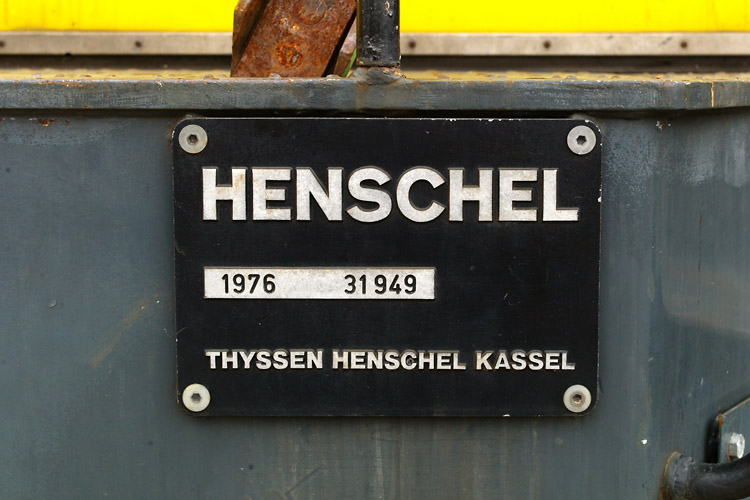 HENSCHEL
1976 31949
THYSSEN HENSCHEL KASSEL